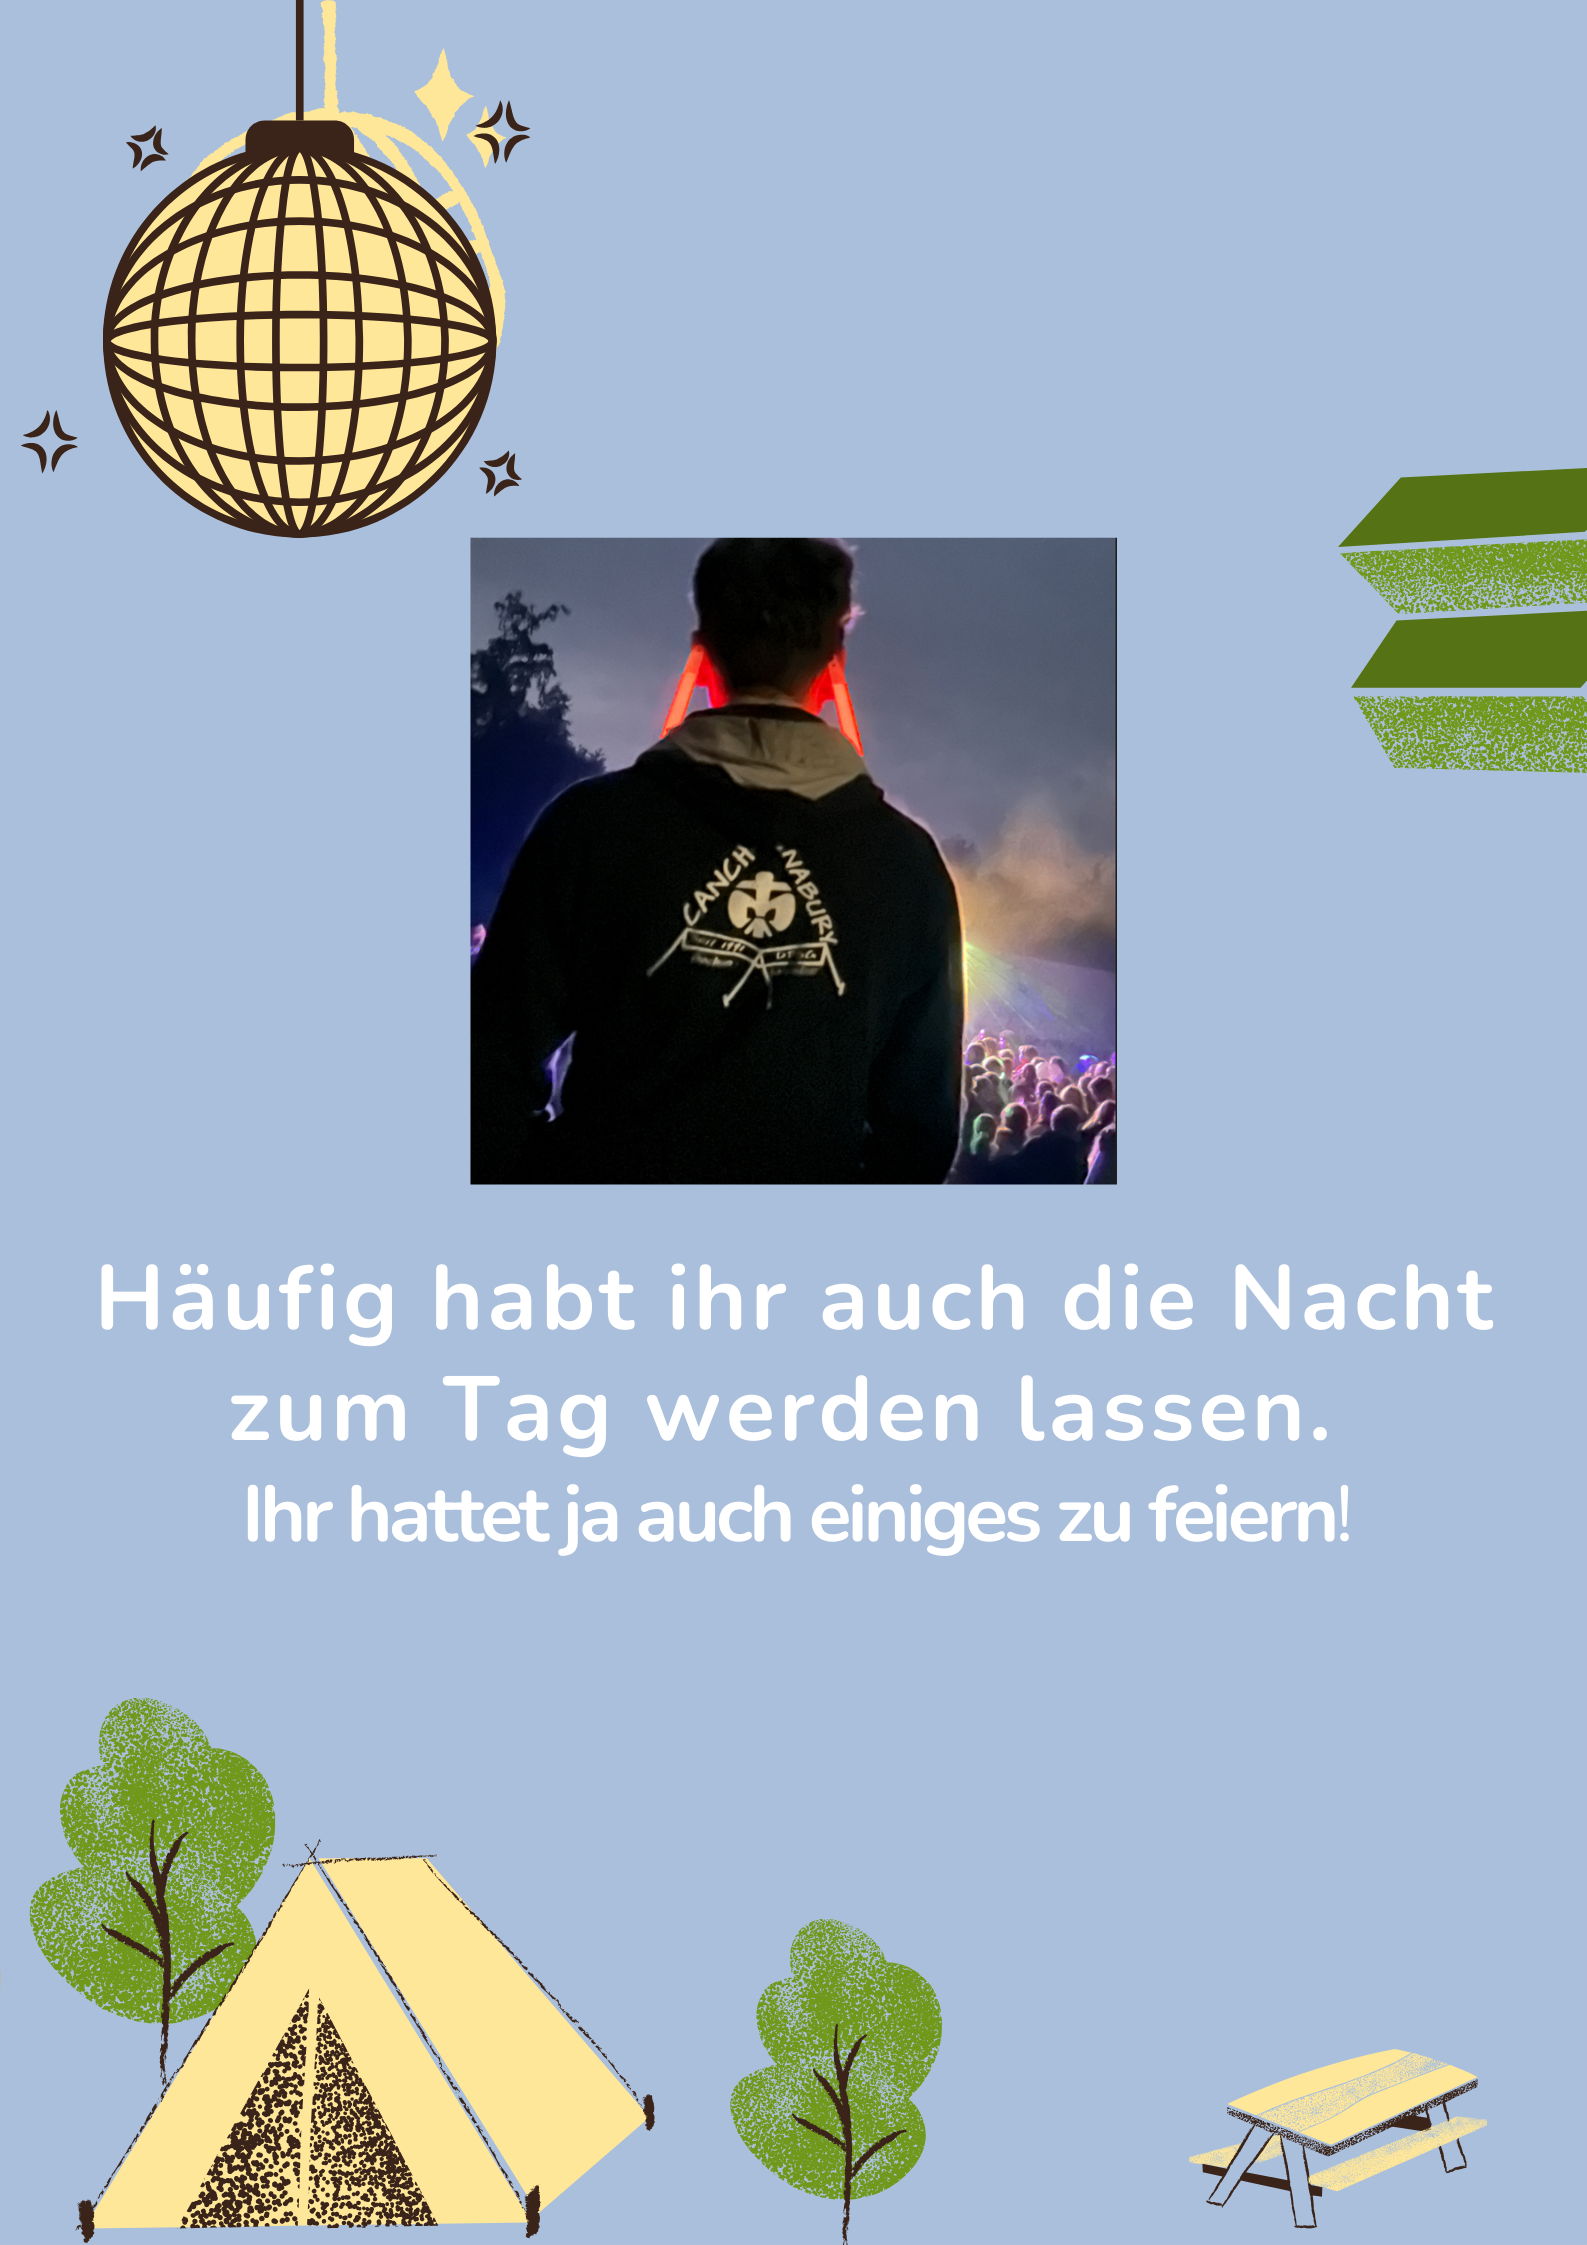 CANCH NABURY
Häufig habt ihr auch die Nacht
zum Tag werden lassen.
Ihr hattet ja auch einiges zu feiern!